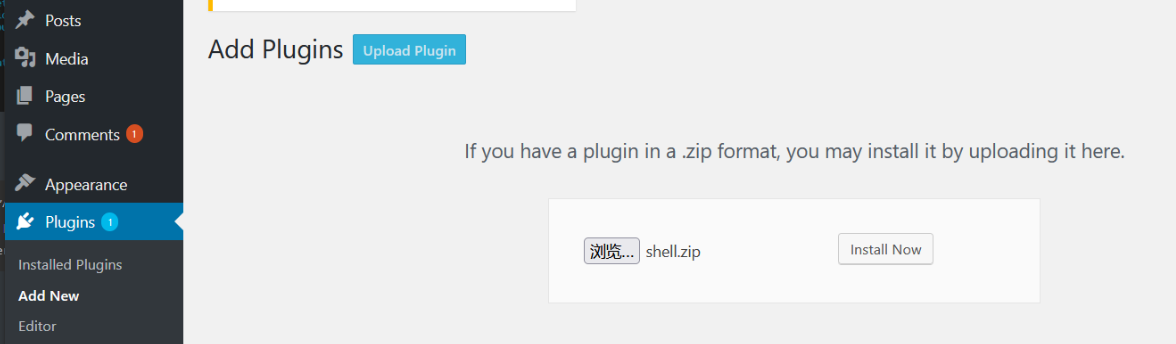 Posts
Media
Pages
Comments 1
Appearance
Plugins 1
Installed Plugins
Add New
Editor
Add Plugins Upload Plugin
If you have a plugin in a .zip format, you may install it by uploading it here.
浏览... shell.zip Install Now